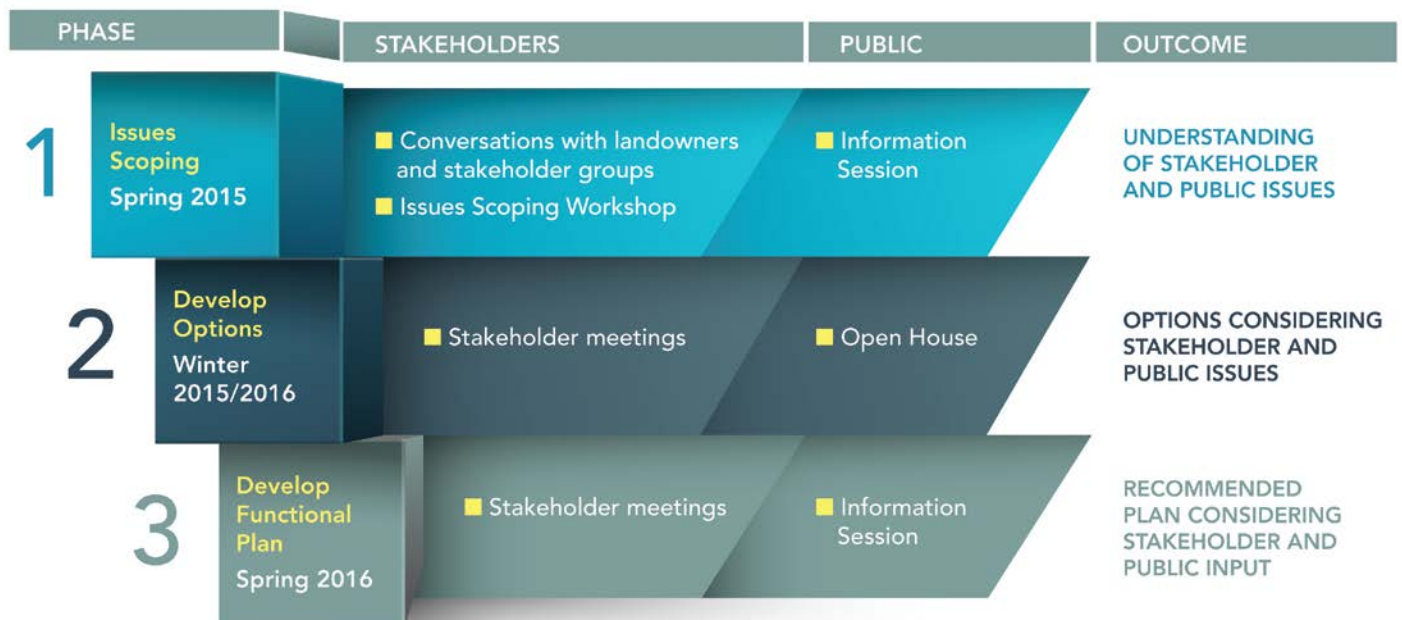 PHASE
STAKEHOLDERS
PUBLIC
OUTCOME
1
Issues
Scoping
Spring 2015
■ Conversations with landowners
and stakeholder groups
■ Issues Scoping Workshop
■ Information
Session
UNDERSTANDING
OF STAKEHOLDER
AND PUBLIC ISSUES
2
Develop
Options
Winter
2015/2016
■ Stakeholder meetings
■ Open House
OPTIONS CONSIDERING
STAKEHOLDER AND
PUBLIC ISSUES
3
Develop
Functional
Plan
Spring 2016
■ Stakeholder meetings
■ Information
Session
RECOMMENDED
PLAN CONSIDERING
STAKEHOLDER AND
PUBLIC INPUT